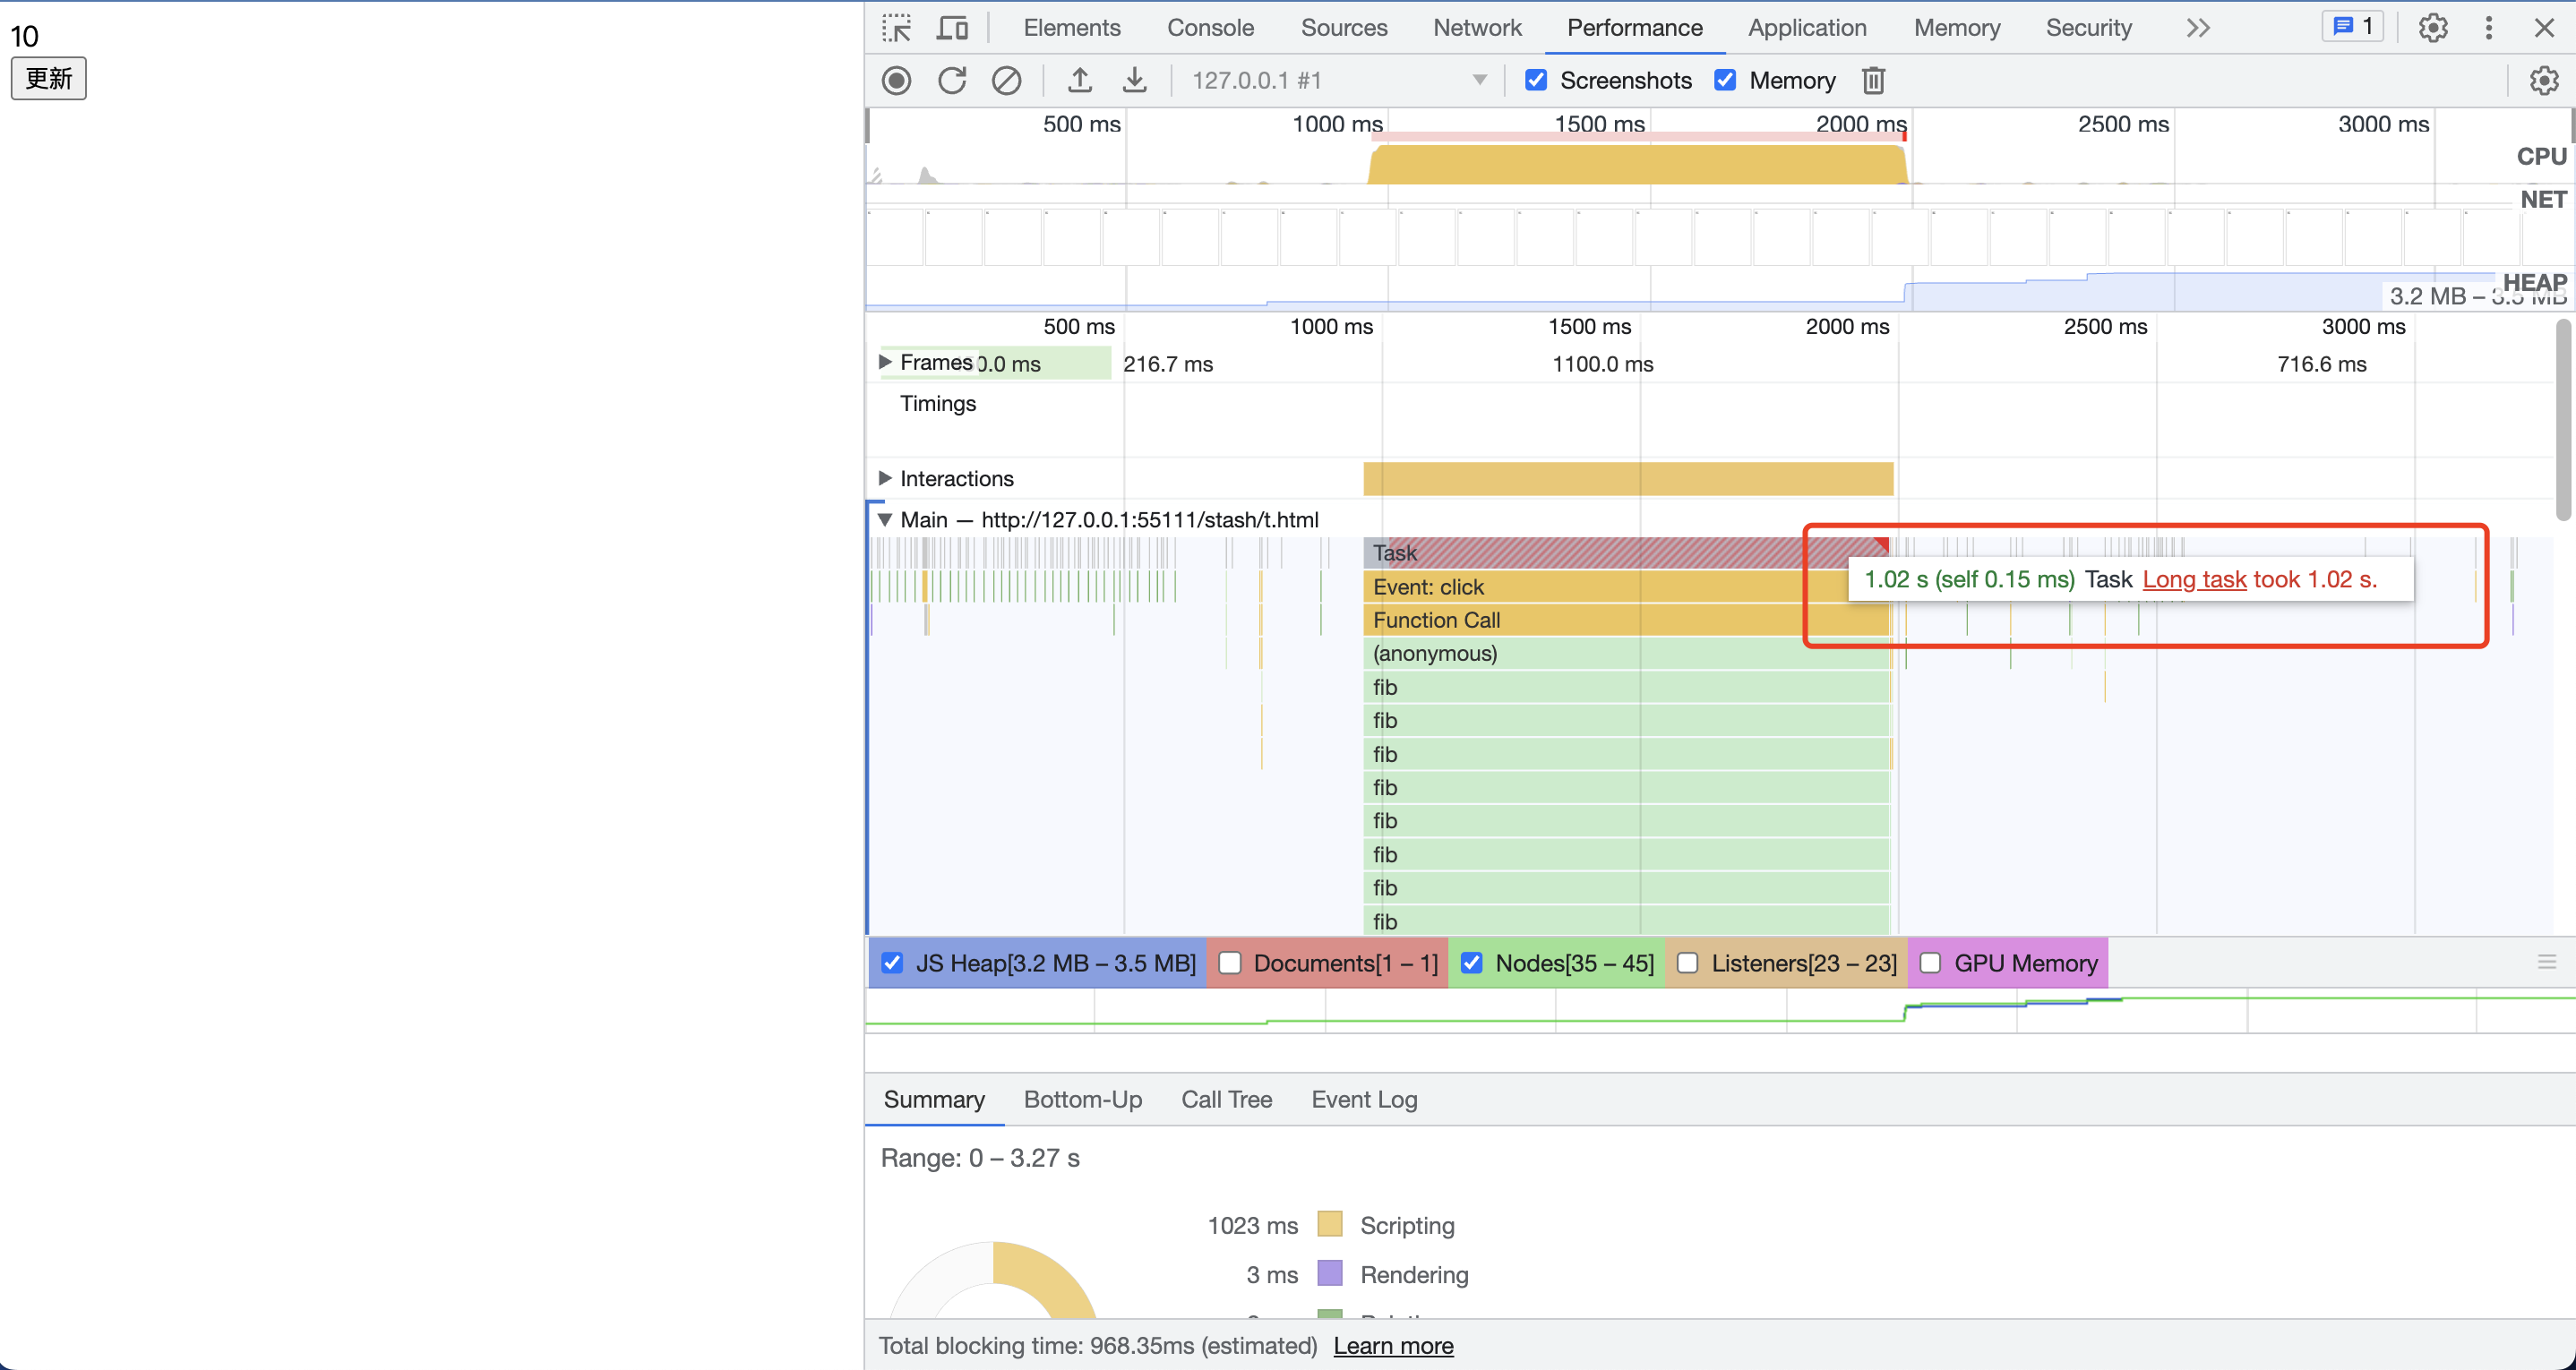 10
更新
Elements Console Sources Network Performance Application Memory Security 1
127.0.0.1 #1 Screenshots Memory
500 ms 1000 ms 1500 ms 2000 ms 2500 ms 3000 ms
CPU
NET
HEAP
3.2 MB – 3.5 MB
500 ms 1000 ms 1500 ms 2000 ms 2500 ms 3000 ms
Frames 0.0 ms 216.7 ms 1100.0 ms 716.6 ms
Timings
Interactions
Main — http://127.0.0.1:55111/stash/t.html
Task
1.02 s (self 0.15 ms) Task Long task took 1.02 s.
Event: click
Function Call
(anonymous)
fib
fib
fib
fib
fib
fib
fib
fib
JS Heap[3.2 MB – 3.5 MB] Documents[1 – 1] Nodes[35 – 45] Listeners[23 – 23] GPU Memory
Summary Bottom-Up Call Tree Event Log
Range: 0 – 3.27 s
1023 ms Scripting
3 ms Rendering
Total blocking time: 968.35ms (estimated) Learn more